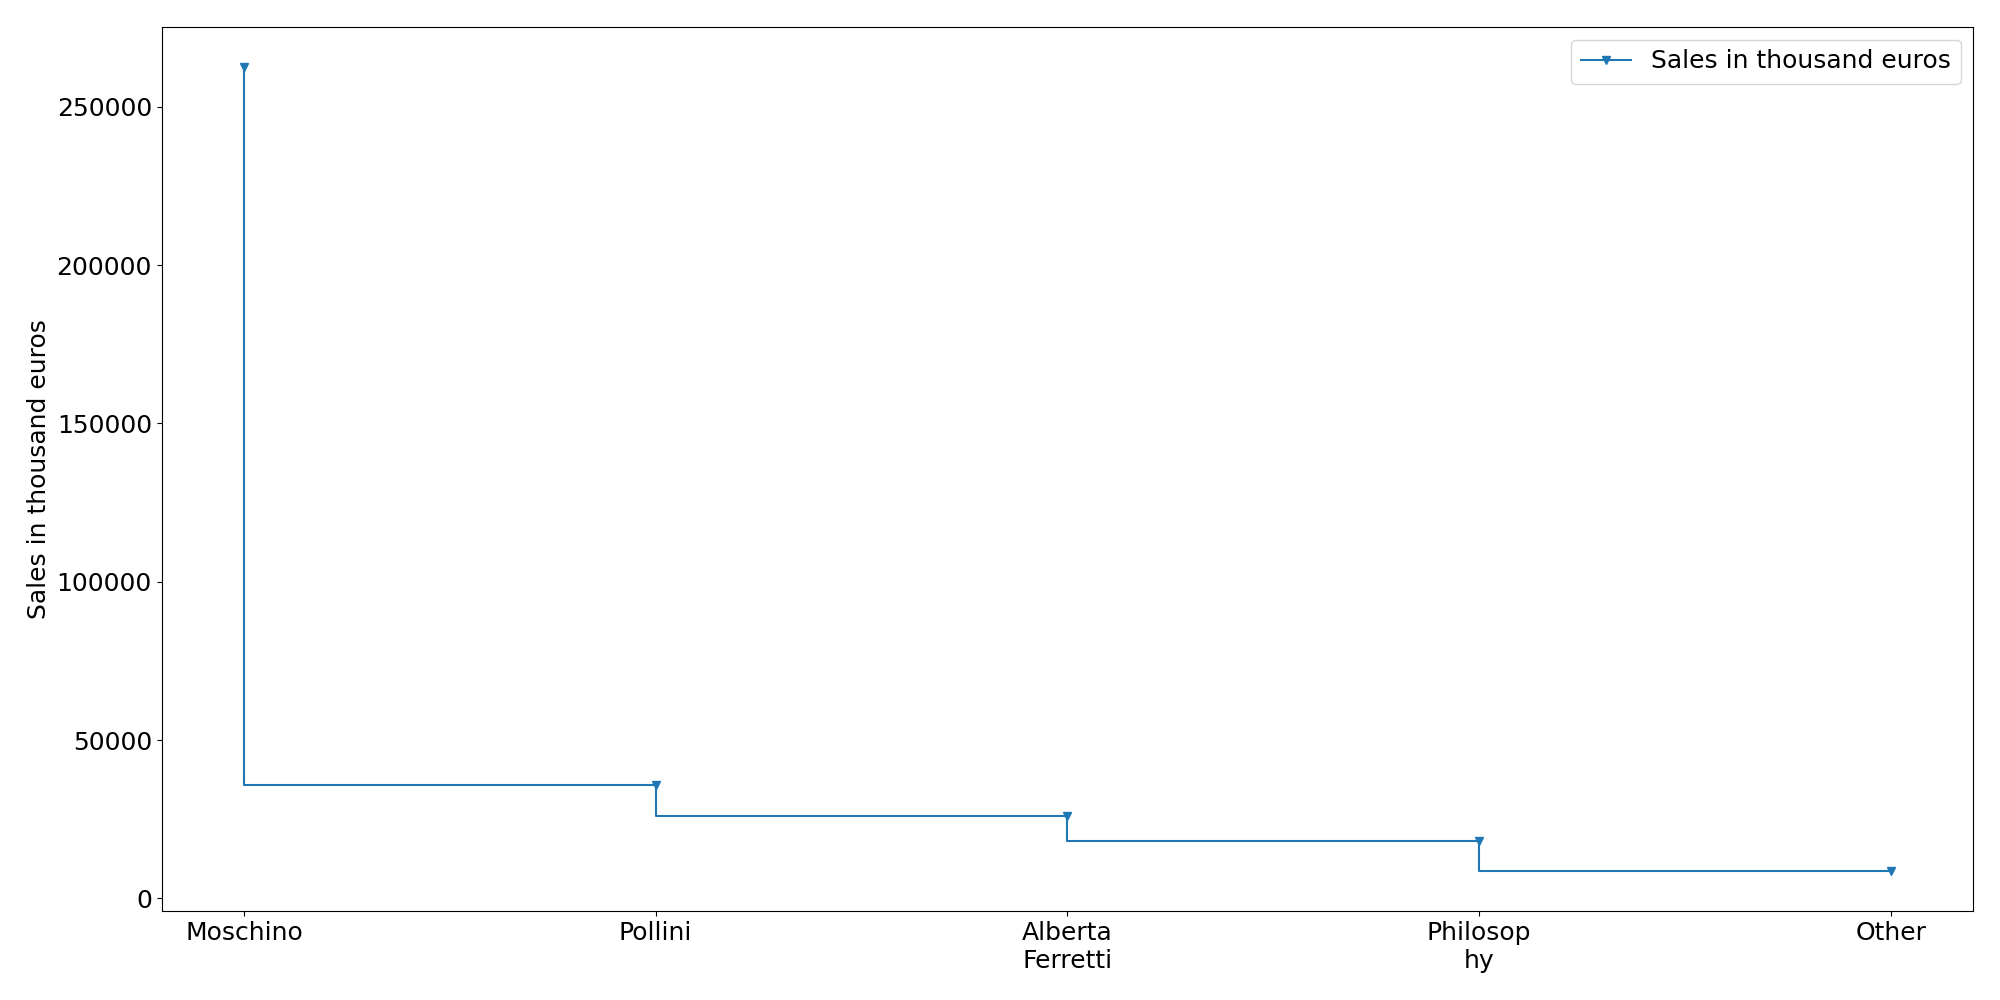 Sales in thousand euros
250000
200000
150000
100000
50000
0
Sales in thousand euros
Moschino
Pollini
Alberta
Ferretti
Philosop
hy
Other